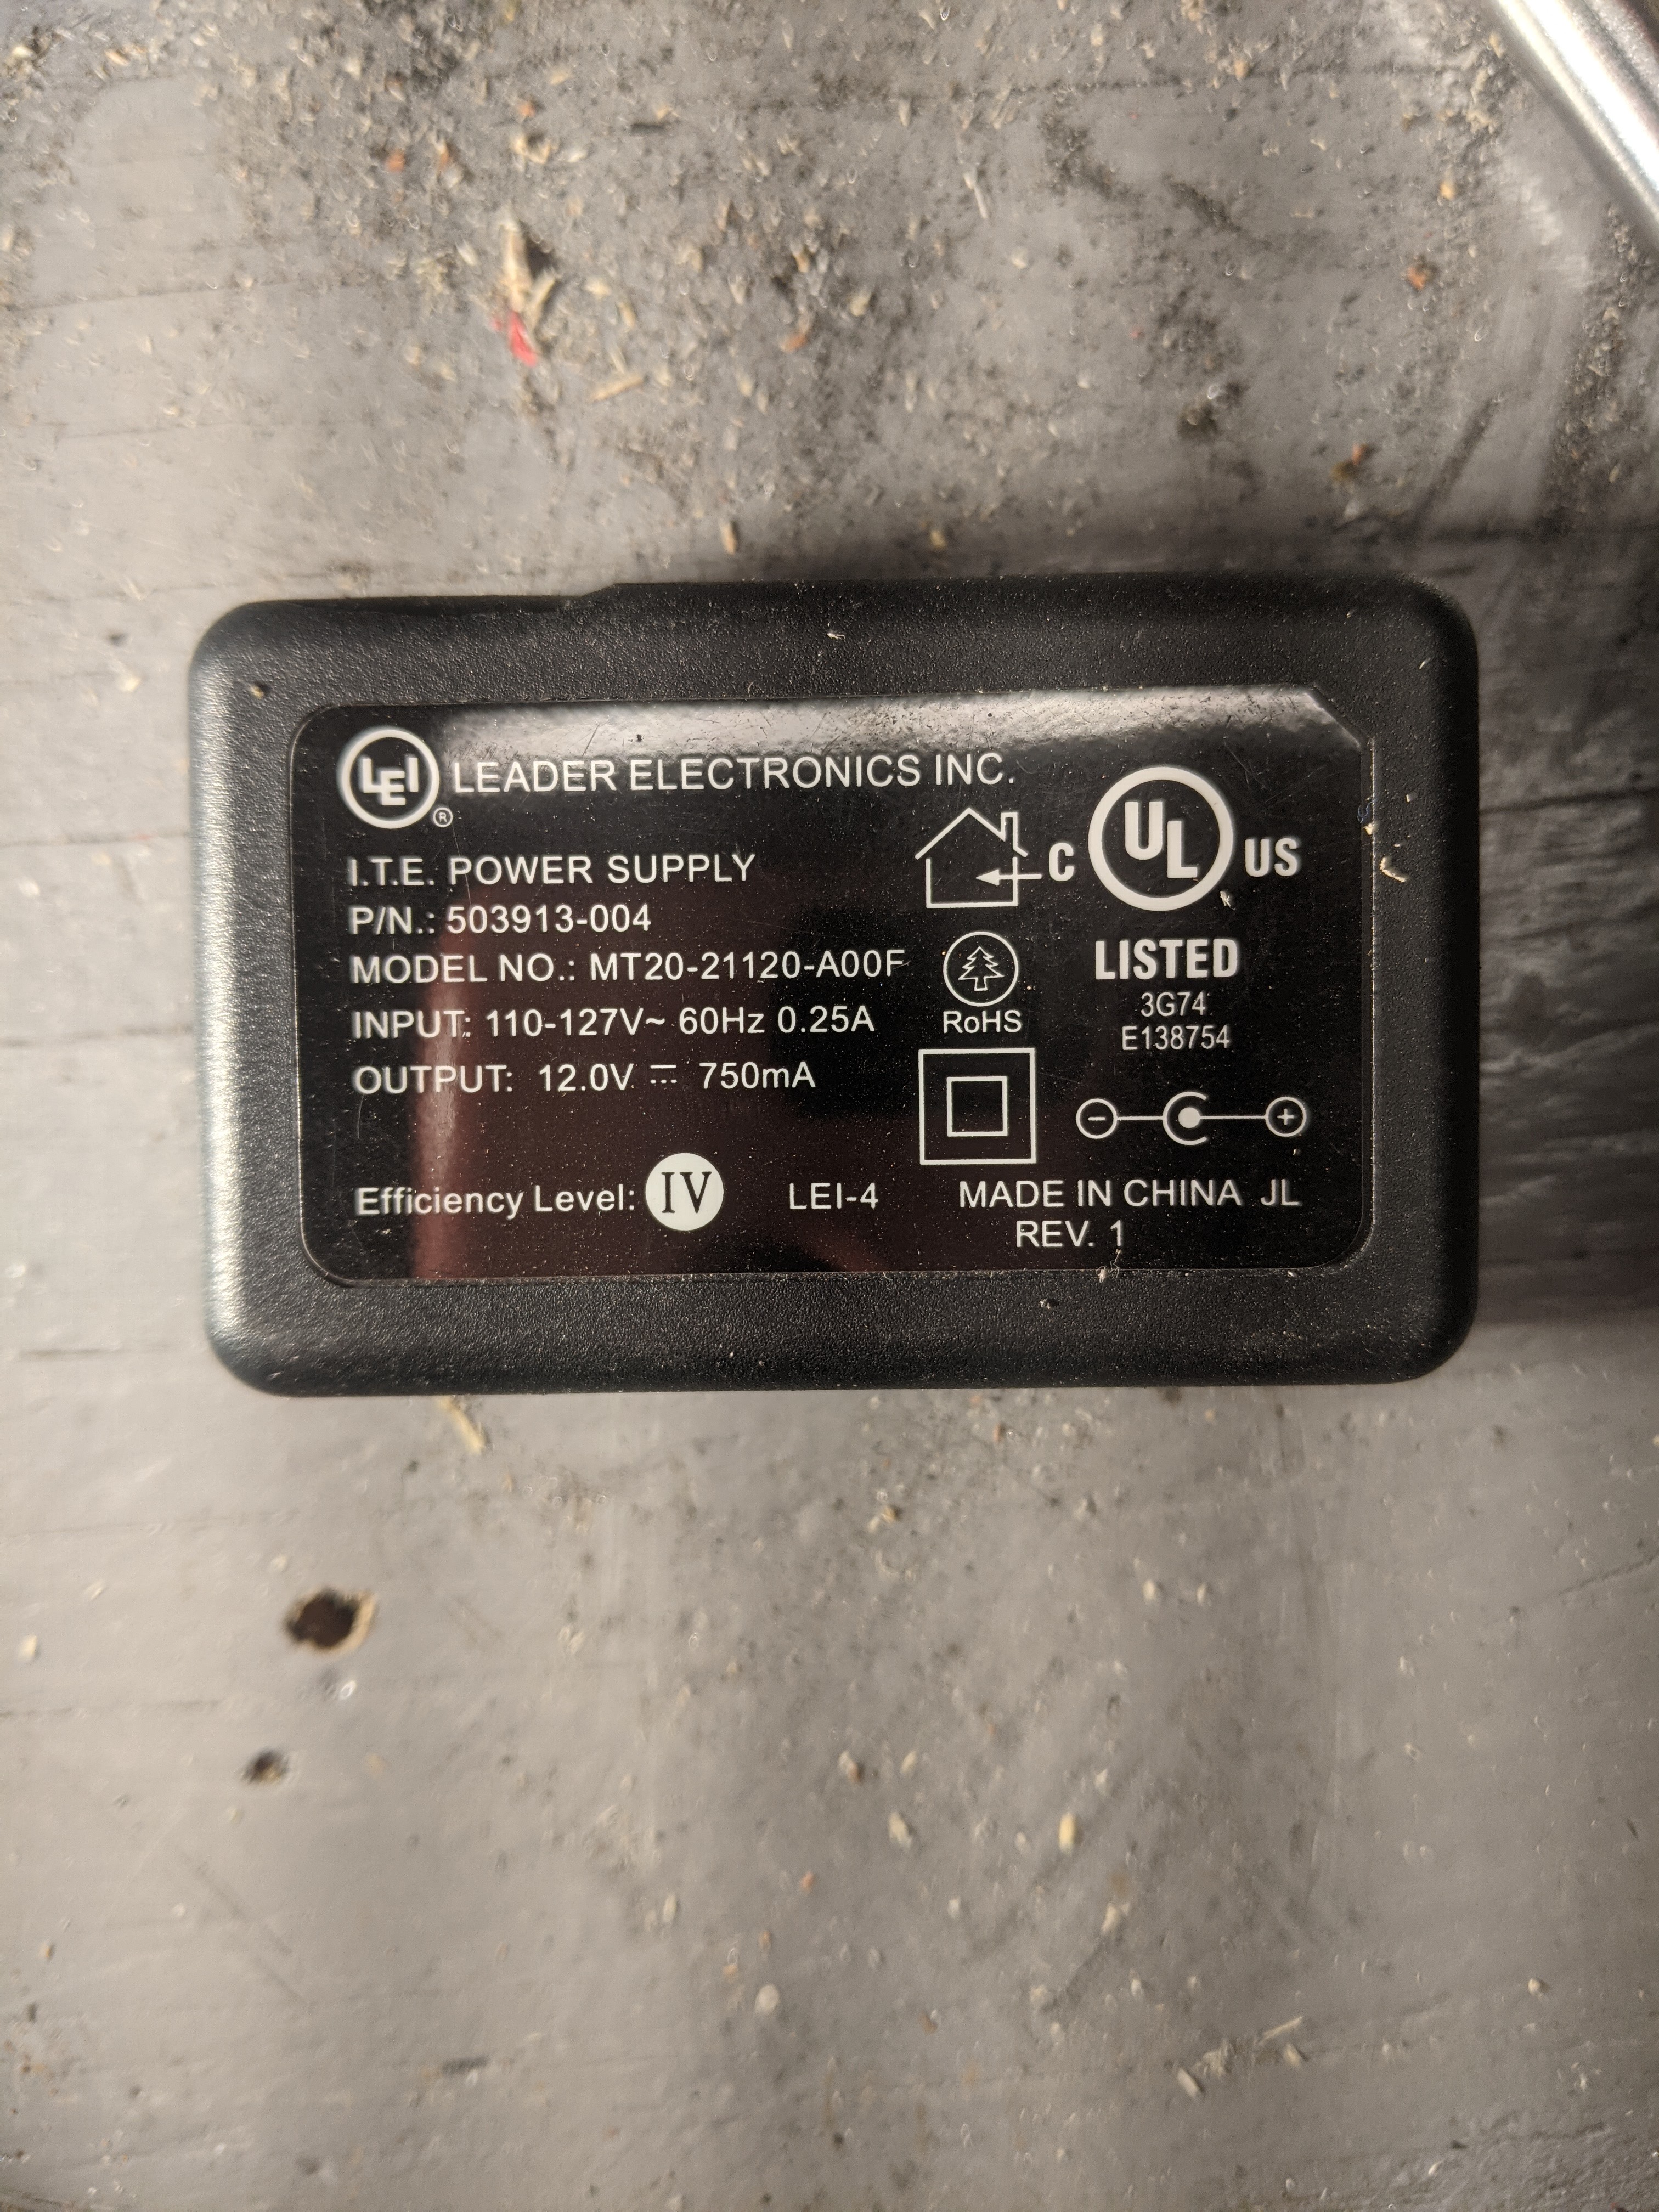 LEI ® LEADER ELECTRONICS INC.
I.T.E. POWER SUPPLY
P/N.: 503913-004
MODEL NO.: MT20-21120-A00F
INPUT: 110-127V~ 60Hz 0.25A
OUTPUT: 12.0V ⎓ 750mA
Efficiency Level: IV LEI-4
C UL US
LISTED
3G74
E138754
RoHS
- +
MADE IN CHINA JL
REV. 1